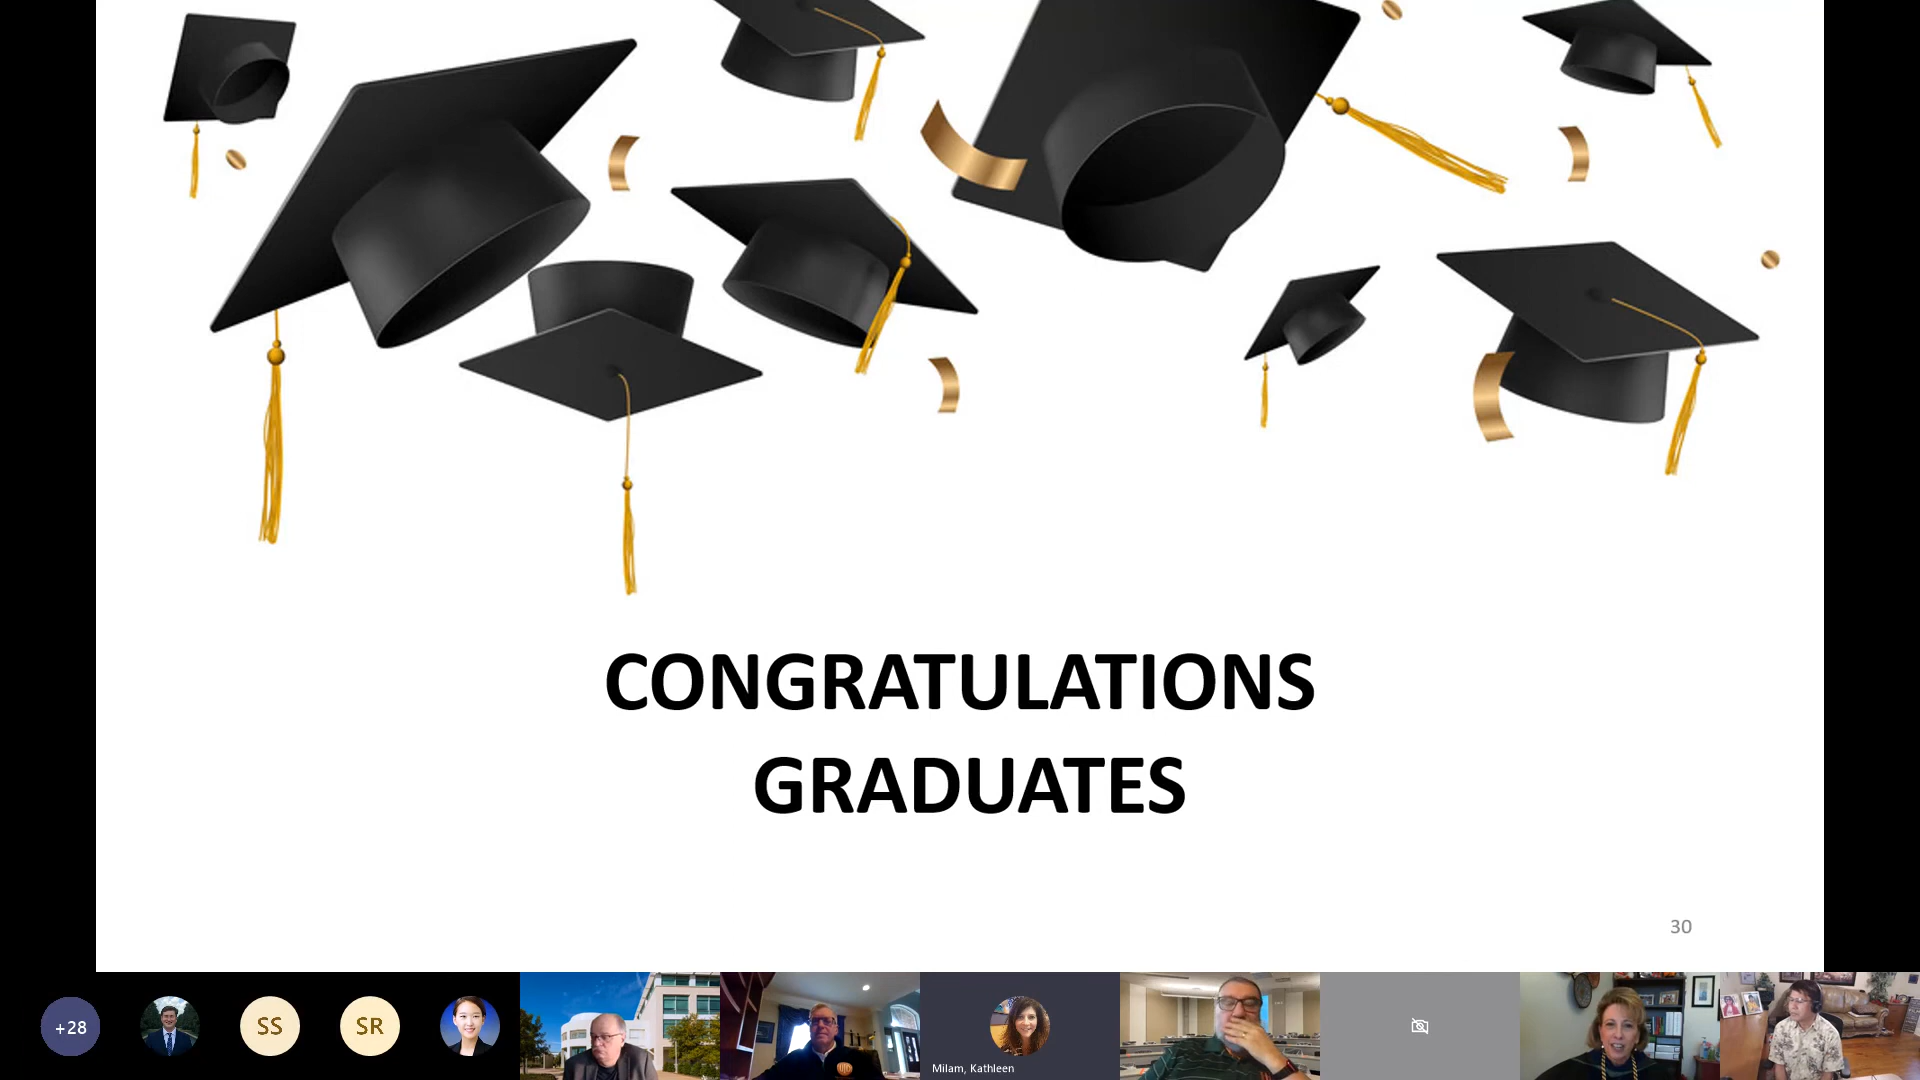 CONGRATULATIONS
GRADUATES
30
+28
SS
SR
Milam, Kathleen